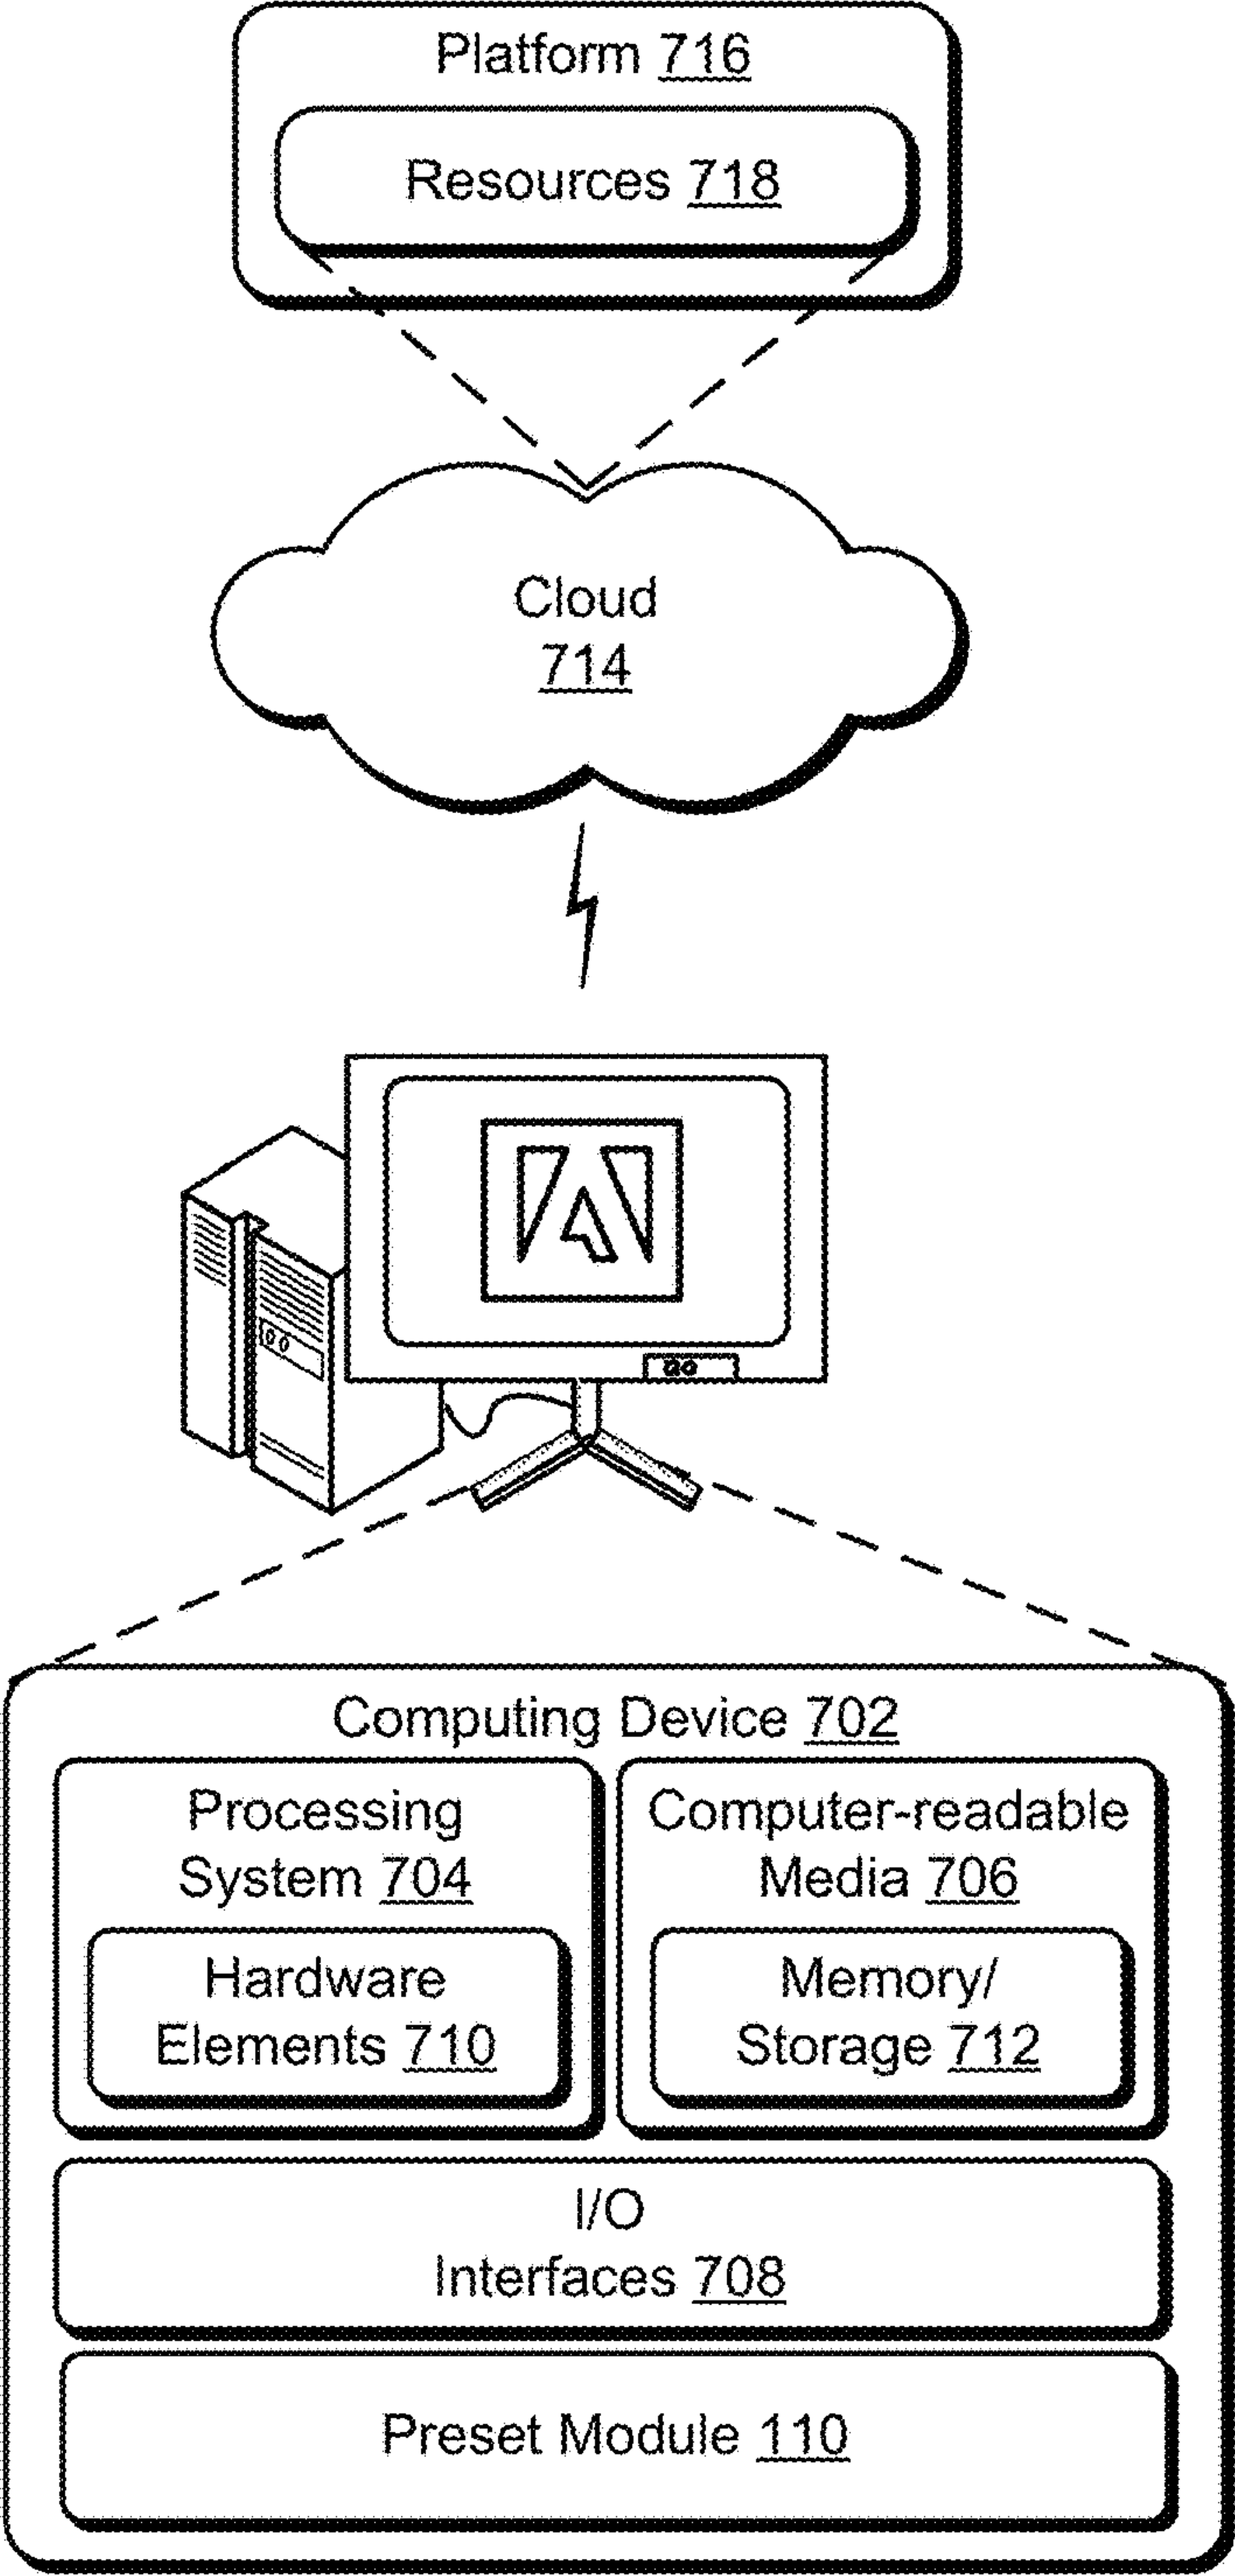 Platform 716
Resources 718
Cloud
714
Computing Device 702
Processing
System 704
Hardware
Elements 710
Computer-readable
Media 706
Memory/
Storage 712
I/O
Interfaces 708
Preset Module 110